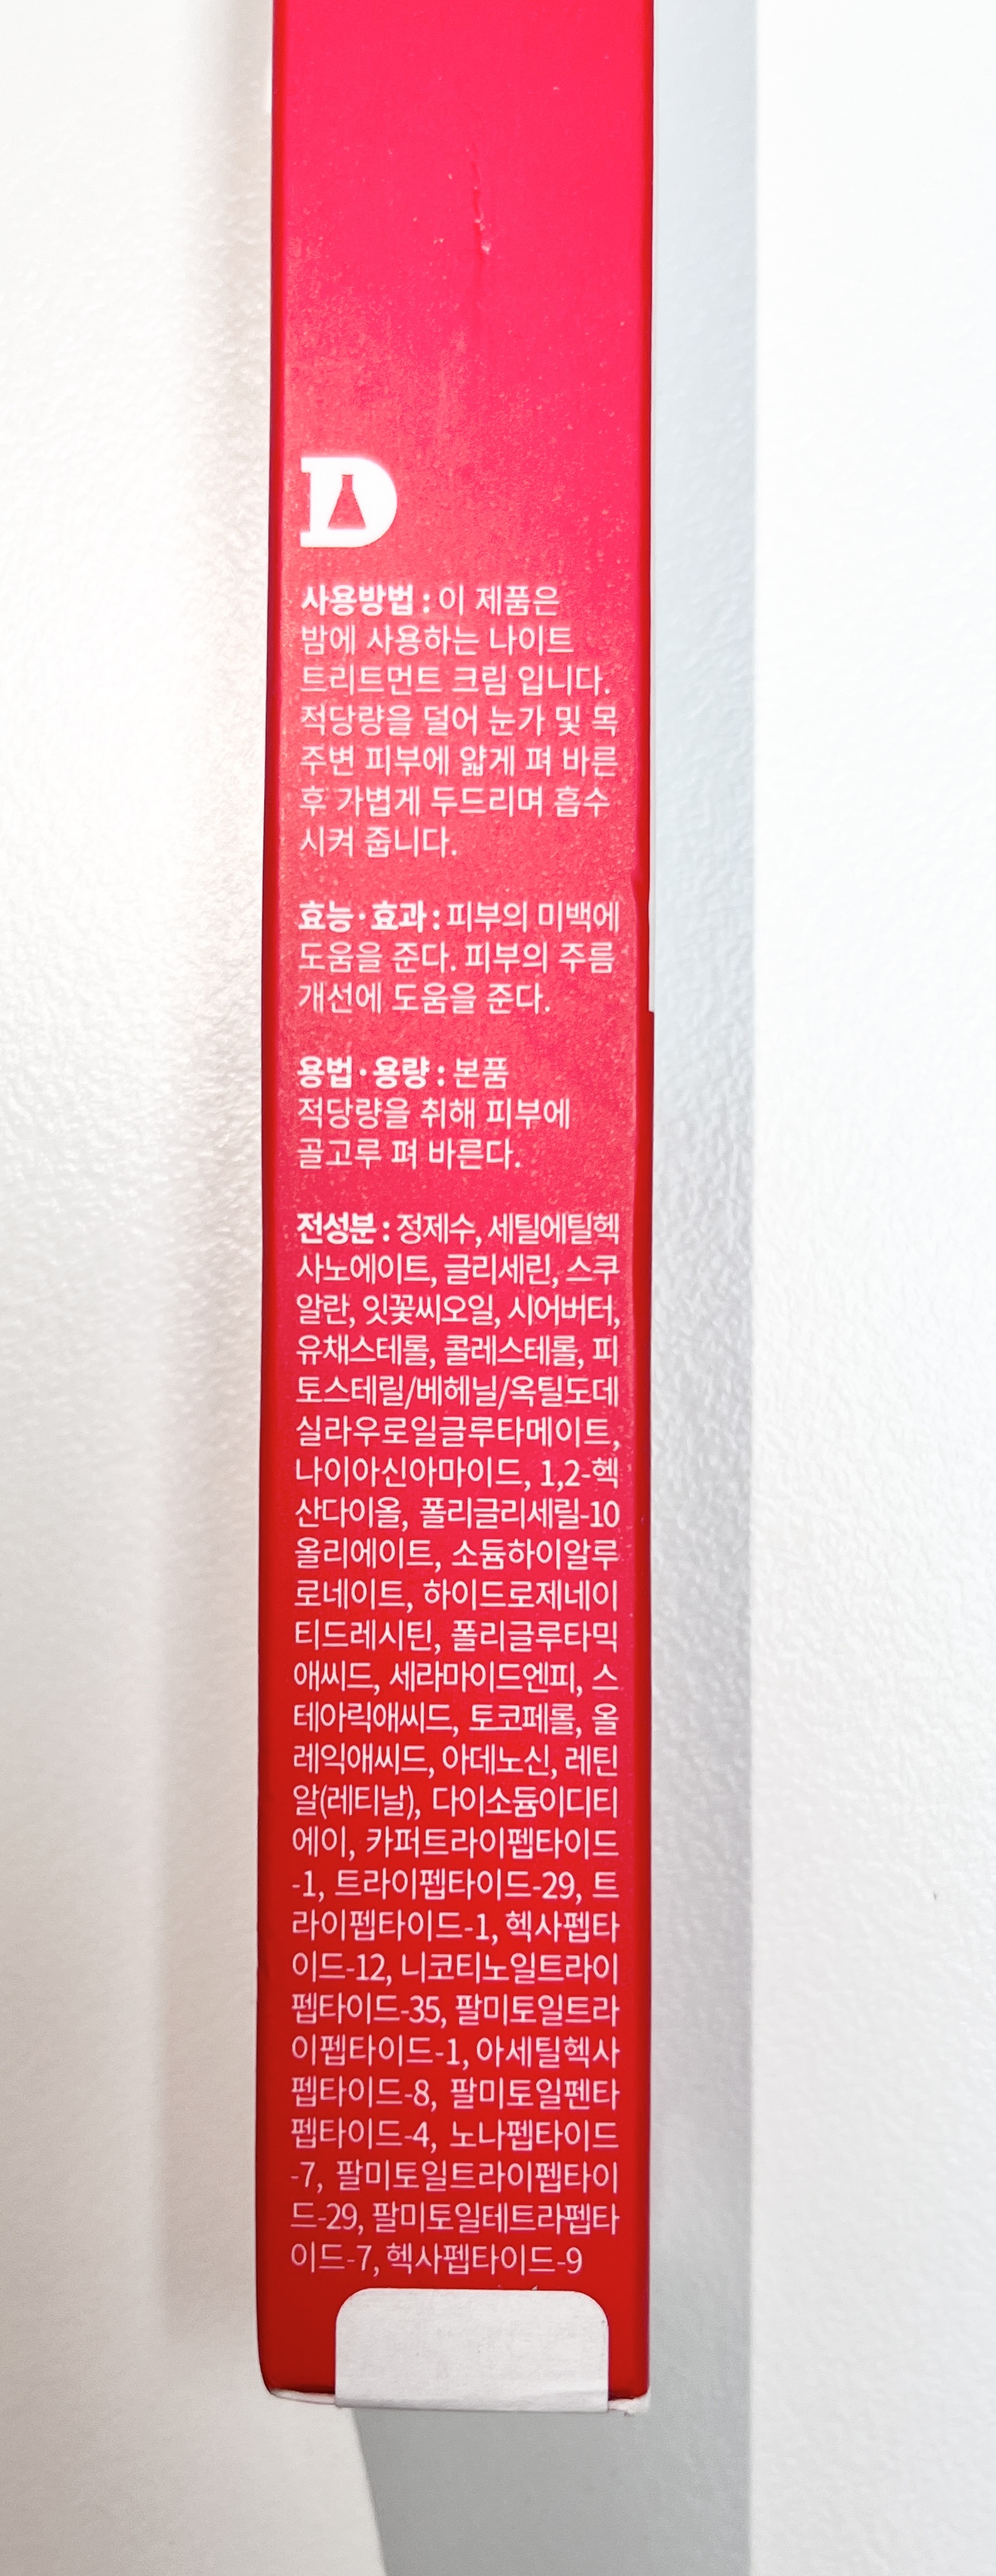 D
사용방법 : 이 제품은
밤에 사용하는 나이트
트리트먼트 크림 입니다.
적당량을 덜어 눈가 및 목
주변 피부에 얇게 펴 바른
후 가볍게 두드리며 흡수
시켜 줍니다.
효능·효과 : 피부의 미백에
도움을 준다. 피부의 주름
개선에 도움을 준다.
용법·용량 : 본품
적당량을 취해 피부에
골고루 펴 바른다.
전성분 : 정제수, 세틸에틸헥
사노에이트, 글리세린, 스쿠
알란, 잇꽃씨오일, 시어버터,
유채스테롤, 콜레스테롤, 피
토스테릴/베헤닐/옥틸도데
실라우로일글루타메이트,
나이아신아마이드, 1,2-헥
산다이올, 폴리글리세릴-10
올리에이트, 소듐하이알루
로네이트, 하이드로제네이
티드레시틴, 폴리글루타믹
애씨드, 세라마이드엔피, 스
테아릭애씨드, 토코페롤, 올
레익애씨드, 아데노신, 레틴
알(레티날), 다이소듐이디티
에이, 카퍼트라이펩타이드
-1, 트라이펩타이드-29, 트
라이펩타이드-1, 헥사펩타
이드-12, 니코티노일트라이
펩타이드-35, 팔미토일트라
이펩타이드-1, 아세틸헥사
펩타이드-8, 팔미토일펜타
펩타이드-4, 노나펩타이드
-7, 팔미토일트라이펩타이
드-29, 팔미토일테트라펩타
이드-7, 헥사펩타이드-9